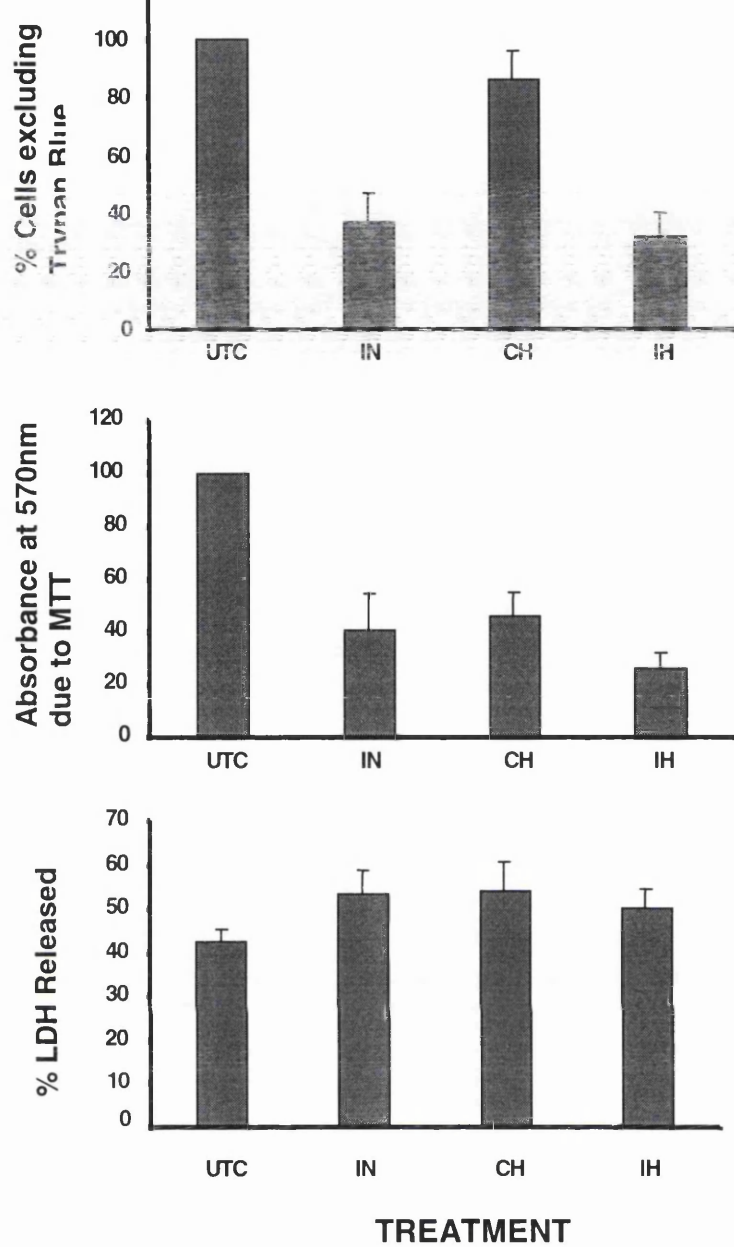 % Cells excluding
Trypan Blue
100
80
60
40
20
0
UTC IN CH IH
Absorbance at 570nm
due to MTT
120
100
80
60
40
20
0
UTC IN CH IH
% LDH Released
70
60
50
40
30
20
10
0
UTC IN CH IH
TREATMENT